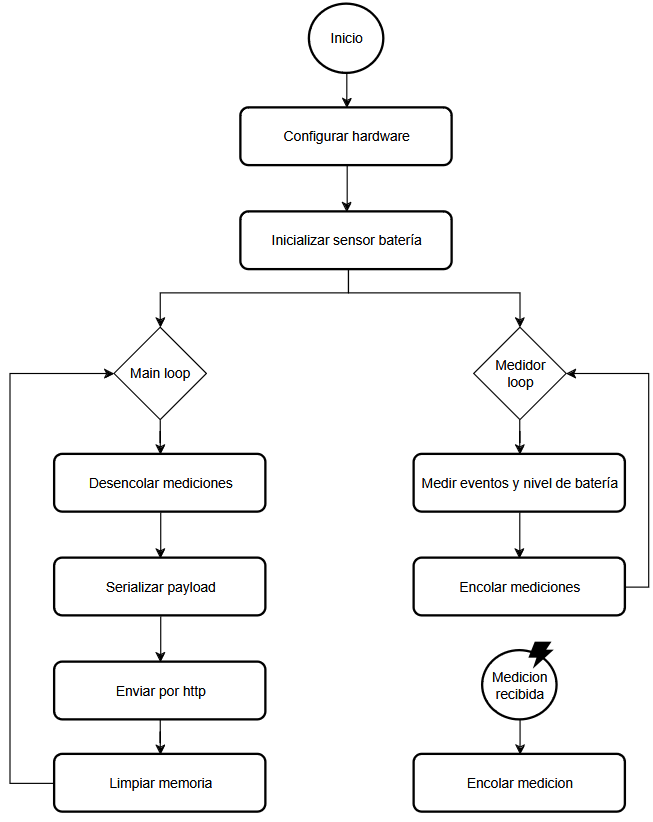 Inicio
Configurar hardware
Inicializar sensor batería
Main loop
Desencolar mediciones
Serializar payload
Enviar por http
Limpiar memoria
Medidor
loop
Medir eventos y nivel de batería
Encolar mediciones
Medicion
recibida
Encolar medicion